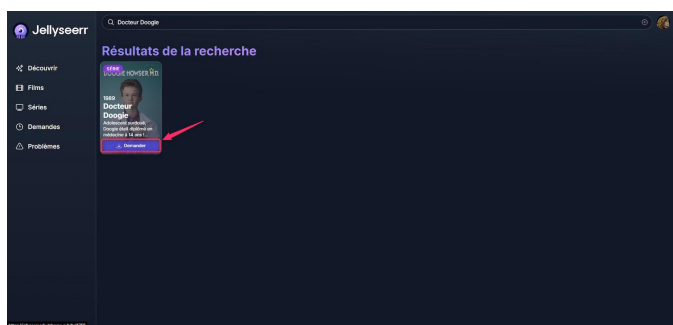 Jellyseerr
Docteur Doogie
Résultats de la recherche
Découvrir
Films
Séries
Demandes
Problèmes
SÉRIE
DOOGIE HOWSER M.D.
1989
Docteur
Doogie
Adolescent surdoué,
Doogie était diplômé en
médecine à 14 ans !...
Demander